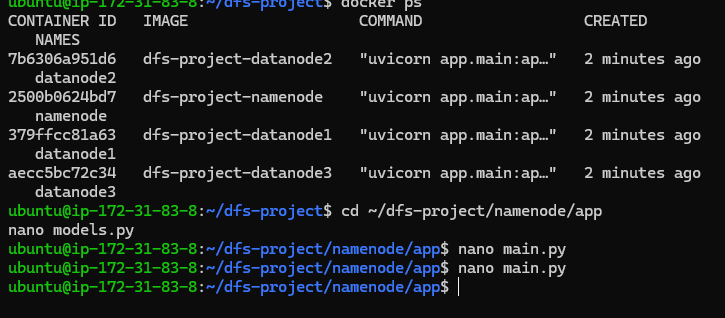 ubuntu@ip-172-31-83-8:~/dfs-project$ docker ps
CONTAINER ID   IMAGE                   COMMAND                  CREATED
   NAMES
7b6306a951d6   dfs-project-datanode2   "uvicorn app.main:ap…"   2 minutes ago
   datanode2
2500b0624bd7   dfs-project-namenode    "uvicorn app.main:ap…"   2 minutes ago
   namenode
379ffcc81a63   dfs-project-datanode1   "uvicorn app.main:ap…"   2 minutes ago
   datanode1
aecc5bc72c34   dfs-project-datanode3   "uvicorn app.main:ap…"   2 minutes ago
   datanode3
ubuntu@ip-172-31-83-8:~/dfs-project$ cd ~/dfs-project/namenode/app
nano models.py
ubuntu@ip-172-31-83-8:~/dfs-project/namenode/app$ nano main.py
ubuntu@ip-172-31-83-8:~/dfs-project/namenode/app$ nano main.py
ubuntu@ip-172-31-83-8:~/dfs-project/namenode/app$